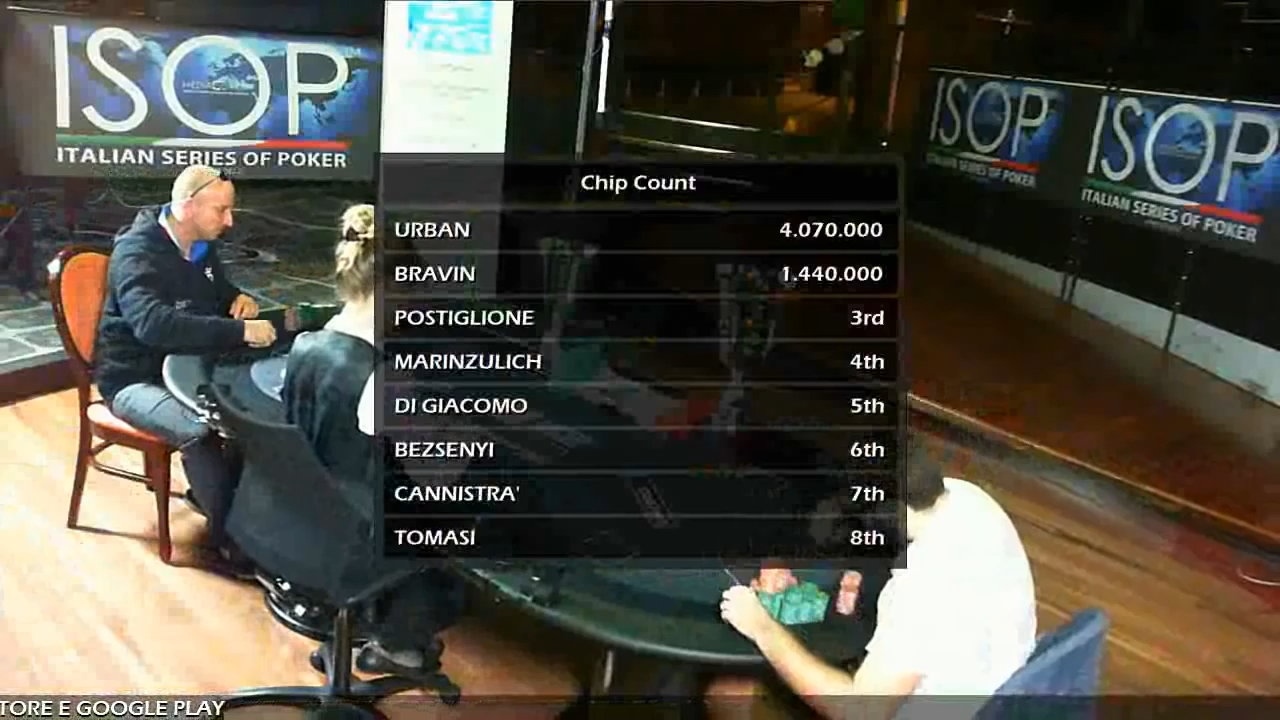 ISOP
ITALIAN SERIES OF POKER
ISOP
ITALIAN SERIES OF POKER
ISOP
ITALIAN SERIES OF POKER
Chip Count
URBAN 4.070.000
BRAVIN 1.440.000
POSTIGLIONE 3rd
MARINZULICH 4th
DI GIACOMO 5th
BEZSENYI 6th
CANNISTRA' 7th
TOMASI 8th
TORE E GOOGLE PLAY